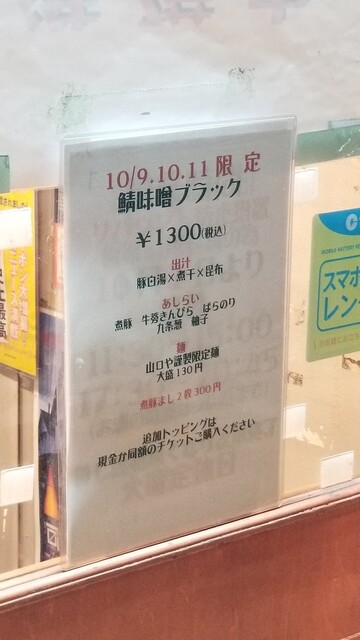 10/9.10.11 限定
鯖味噌ブラック
￥1300(税込)
出汁
豚白湯×煮干×昆布
あしらい
煮豚 牛蒡きんぴら ばらのり
九条葱 柚子
麺
山口や謹製限定麺
大盛130円
煮豚まし2枚300円
追加トッピングは
現金か同額のチケットご購入ください
スマホ
レン